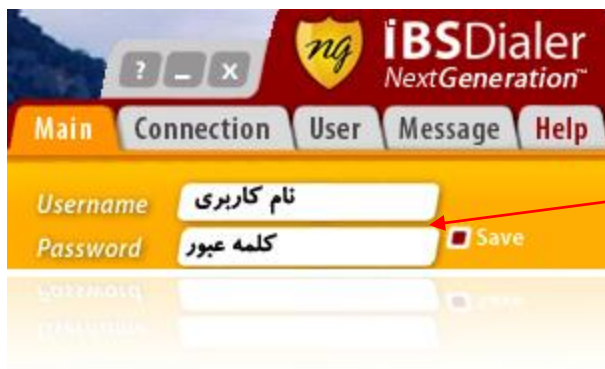 ng iBSDialer
NextGeneration™
? _ x
Main Connection User Message Help
Username نام کاربری
Password کلمه عبور Save